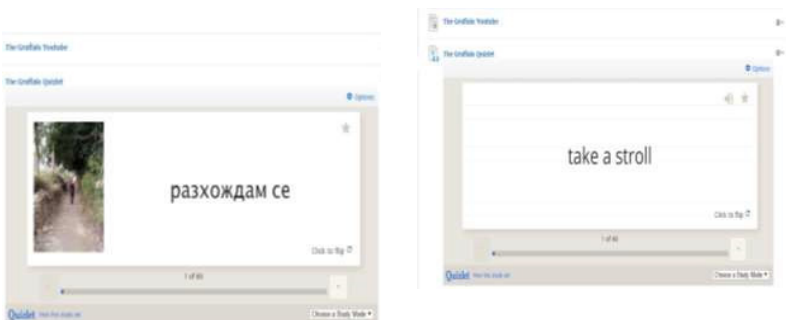 The Gruffalo Youtube
The Gruffalo Quizlet
Options
разхождам се
Click to flip
1 of 40
Quizlet
Choose a Study Mode
The Gruffalo Youtube
The Gruffalo Quizlet
Options
take a stroll
Click to flip
1 of 40
Quizlet
Choose a Study Mode